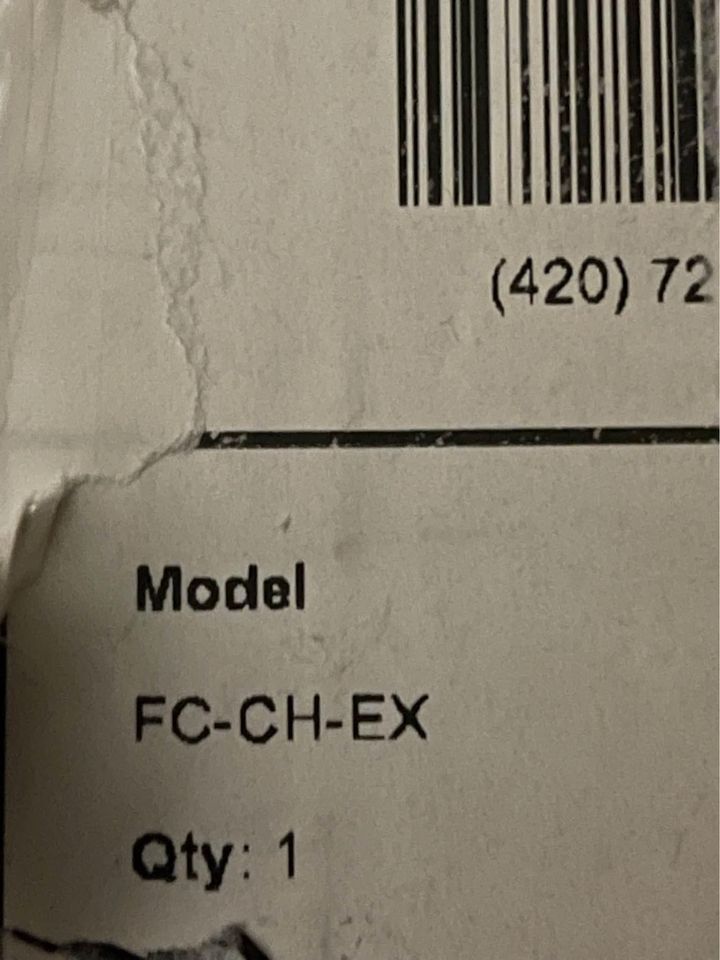 (420) 72
Model
FC-CH-EX
Qty: 1